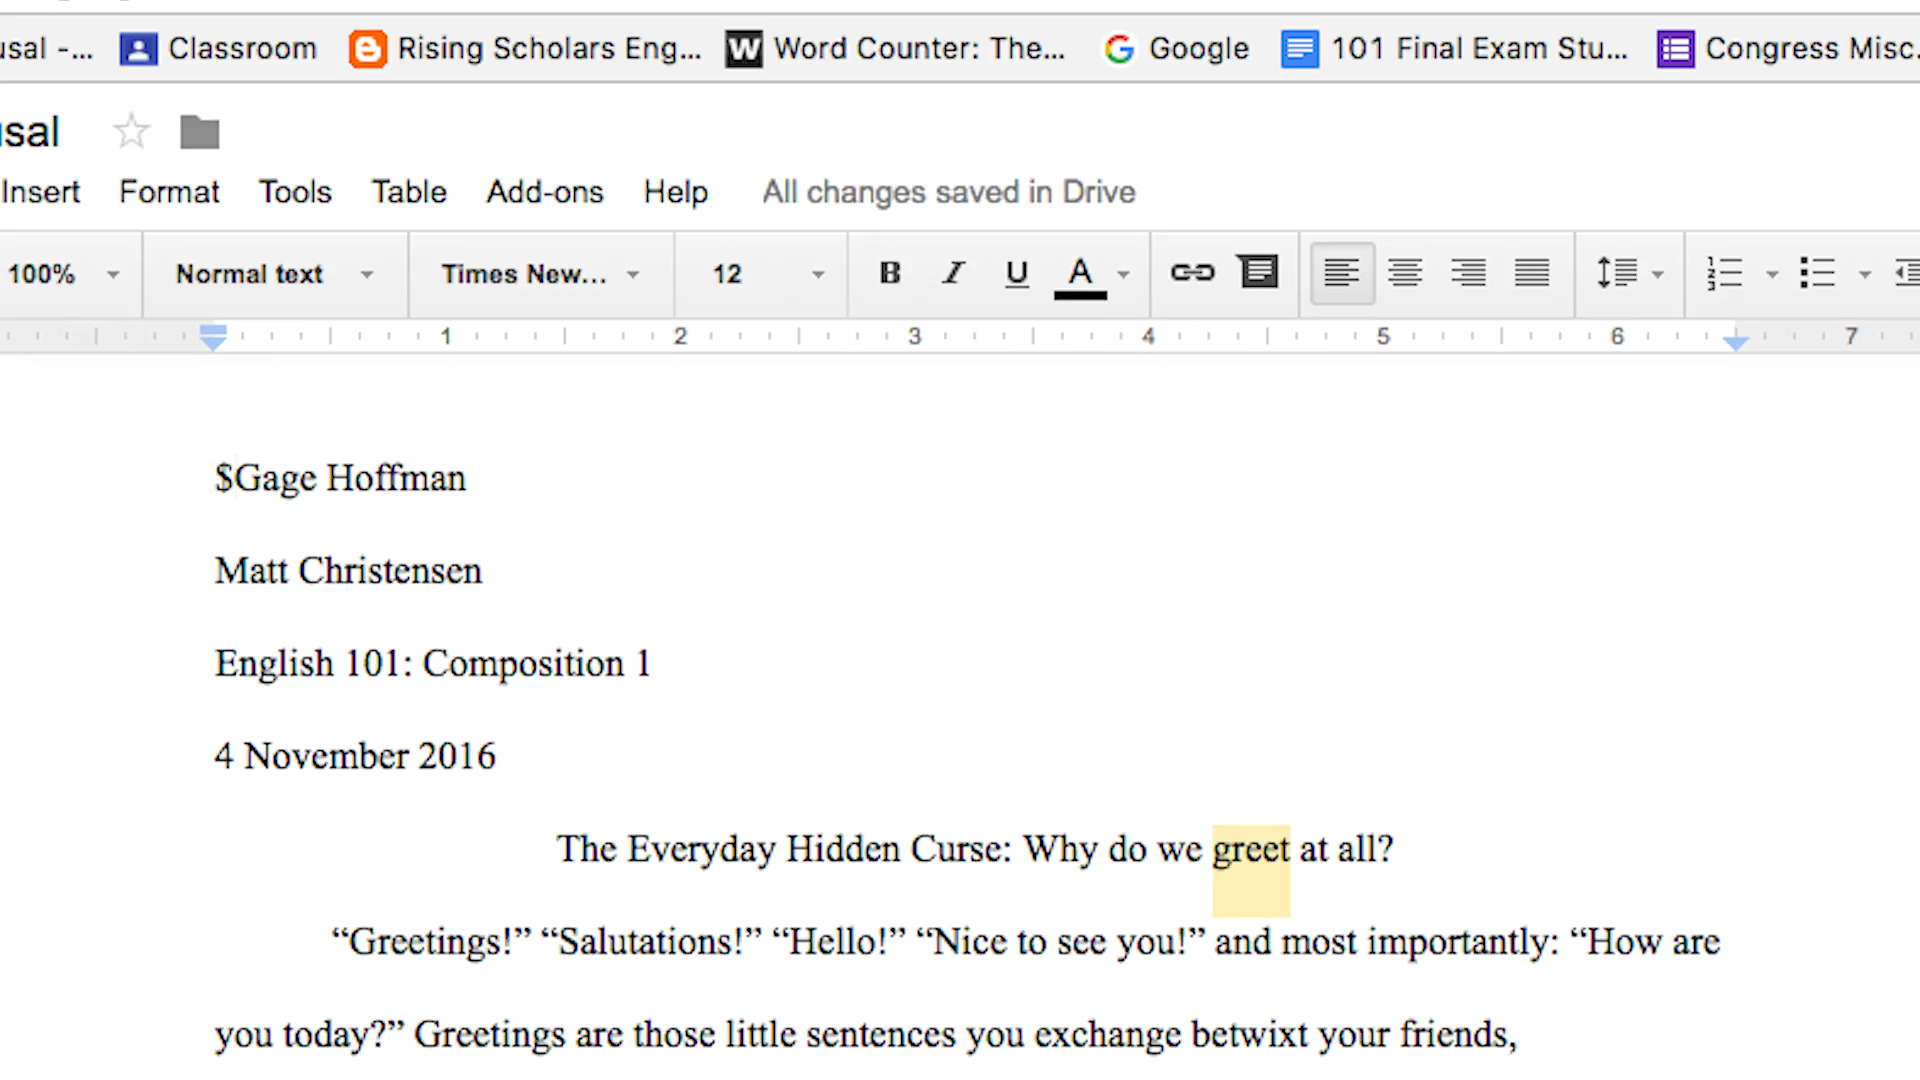 usal -... Classroom Rising Scholars Eng... Word Counter: The... Google 101 Final Exam Stu... Congress Misc.
usal
Insert Format Tools Table Add-ons Help All changes saved in Drive
100% Normal text Times New... 12 B I U A
1 2 3 4 5 6 7
$Gage Hoffman
Matt Christensen
English 101: Composition 1
4 November 2016
The Everyday Hidden Curse: Why do we greet at all?
“Greetings!” “Salutations!” “Hello!” “Nice to see you!” and most importantly: “How are
you today?” Greetings are those little sentences you exchange betwixt your friends,